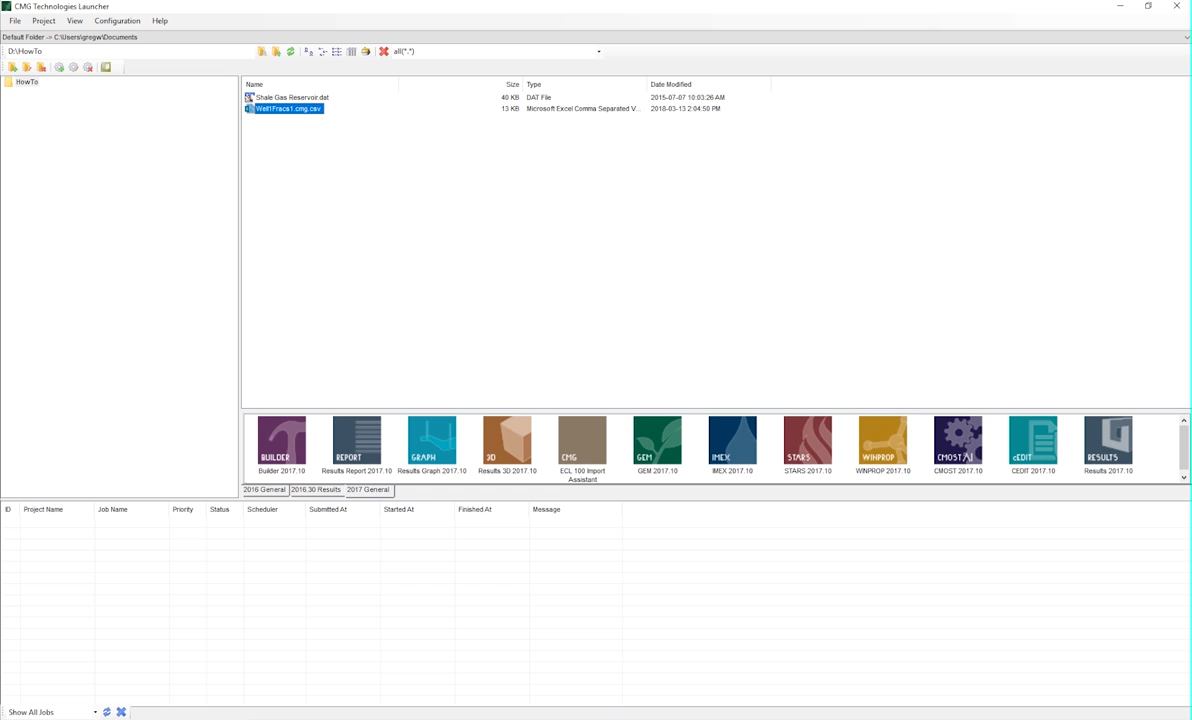 CMG Technologies Launcher
File Project View Configuration Help
Default Folder -> C:\Users\gregw\Documents
D:\HowTo all(*.*)
HowTo
Name Size Type Date Modified
Shale Gas Reservoir.dat 40 KB DAT File 2015-07-07 10:03:26 AM
Well1Fracs1.cmg.csv 13 KB Microsoft Excel Comma Separated V... 2018-03-13 2:04:50 PM
BUILDER REPORT GRAPH 3D CMG GEM IMEX STARS WINPROP CMOST/AI cEDIT RESULTS
Builder 2017.10 Results Report 2017.10 Results Graph 2017.10 Results 3D 2017.10 ECL 100 Import GEM 2017.10 IMEX 2017.10 STARS 2017.10 WINPROP 2017.10 CMOST 2017.10 CEDIT 2017.10 Results 2017.10
Assistant
2016 General 2016.30 Results 2017 General
ID Project Name Job Name Priority Status Scheduler Submitted At Started At Finished At Message
Show All Jobs